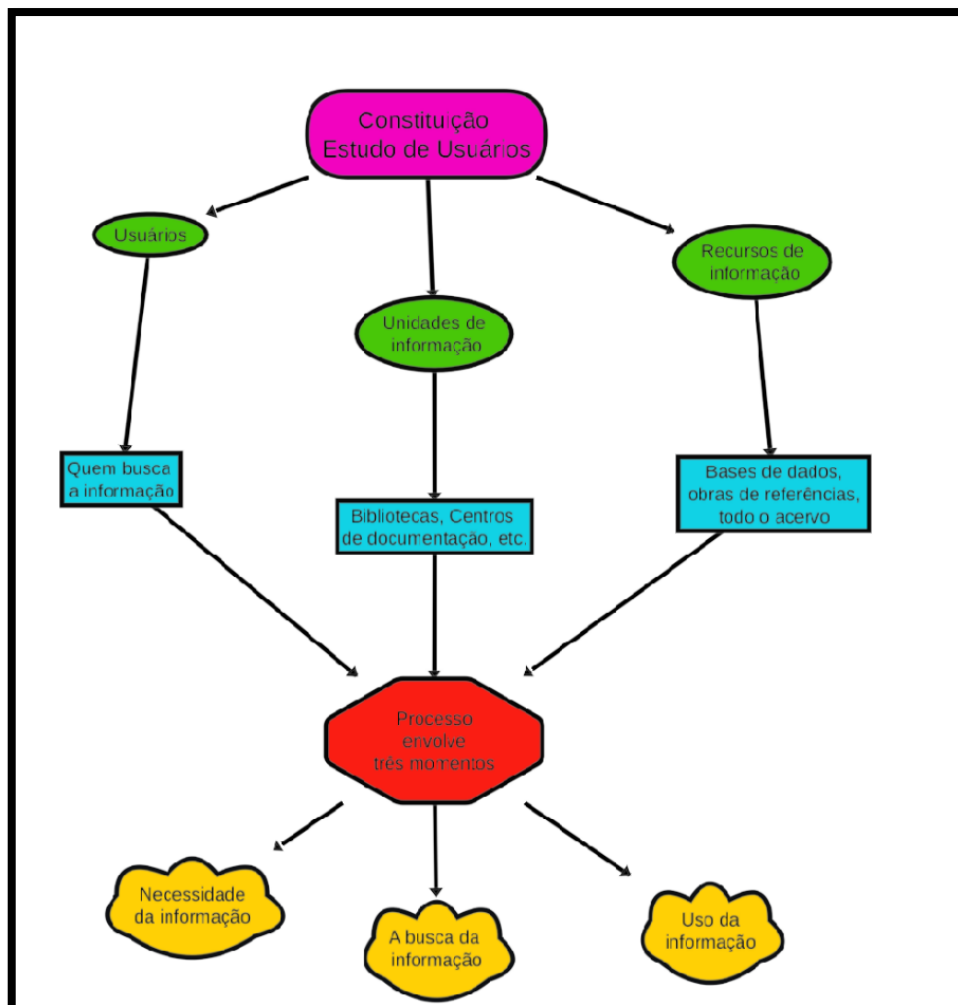 Constituição
Estudo de Usuários
Usuários
Recursos de
informação
Unidades de
informação
Quem busca
a informação
Bibliotecas, Centros
de documentação, etc.
Bases de dados,
obras de referências,
todo o acervo
Processo
envolve
três momentos
Necessidade
da informação
A busca da
informação
Uso da
informação